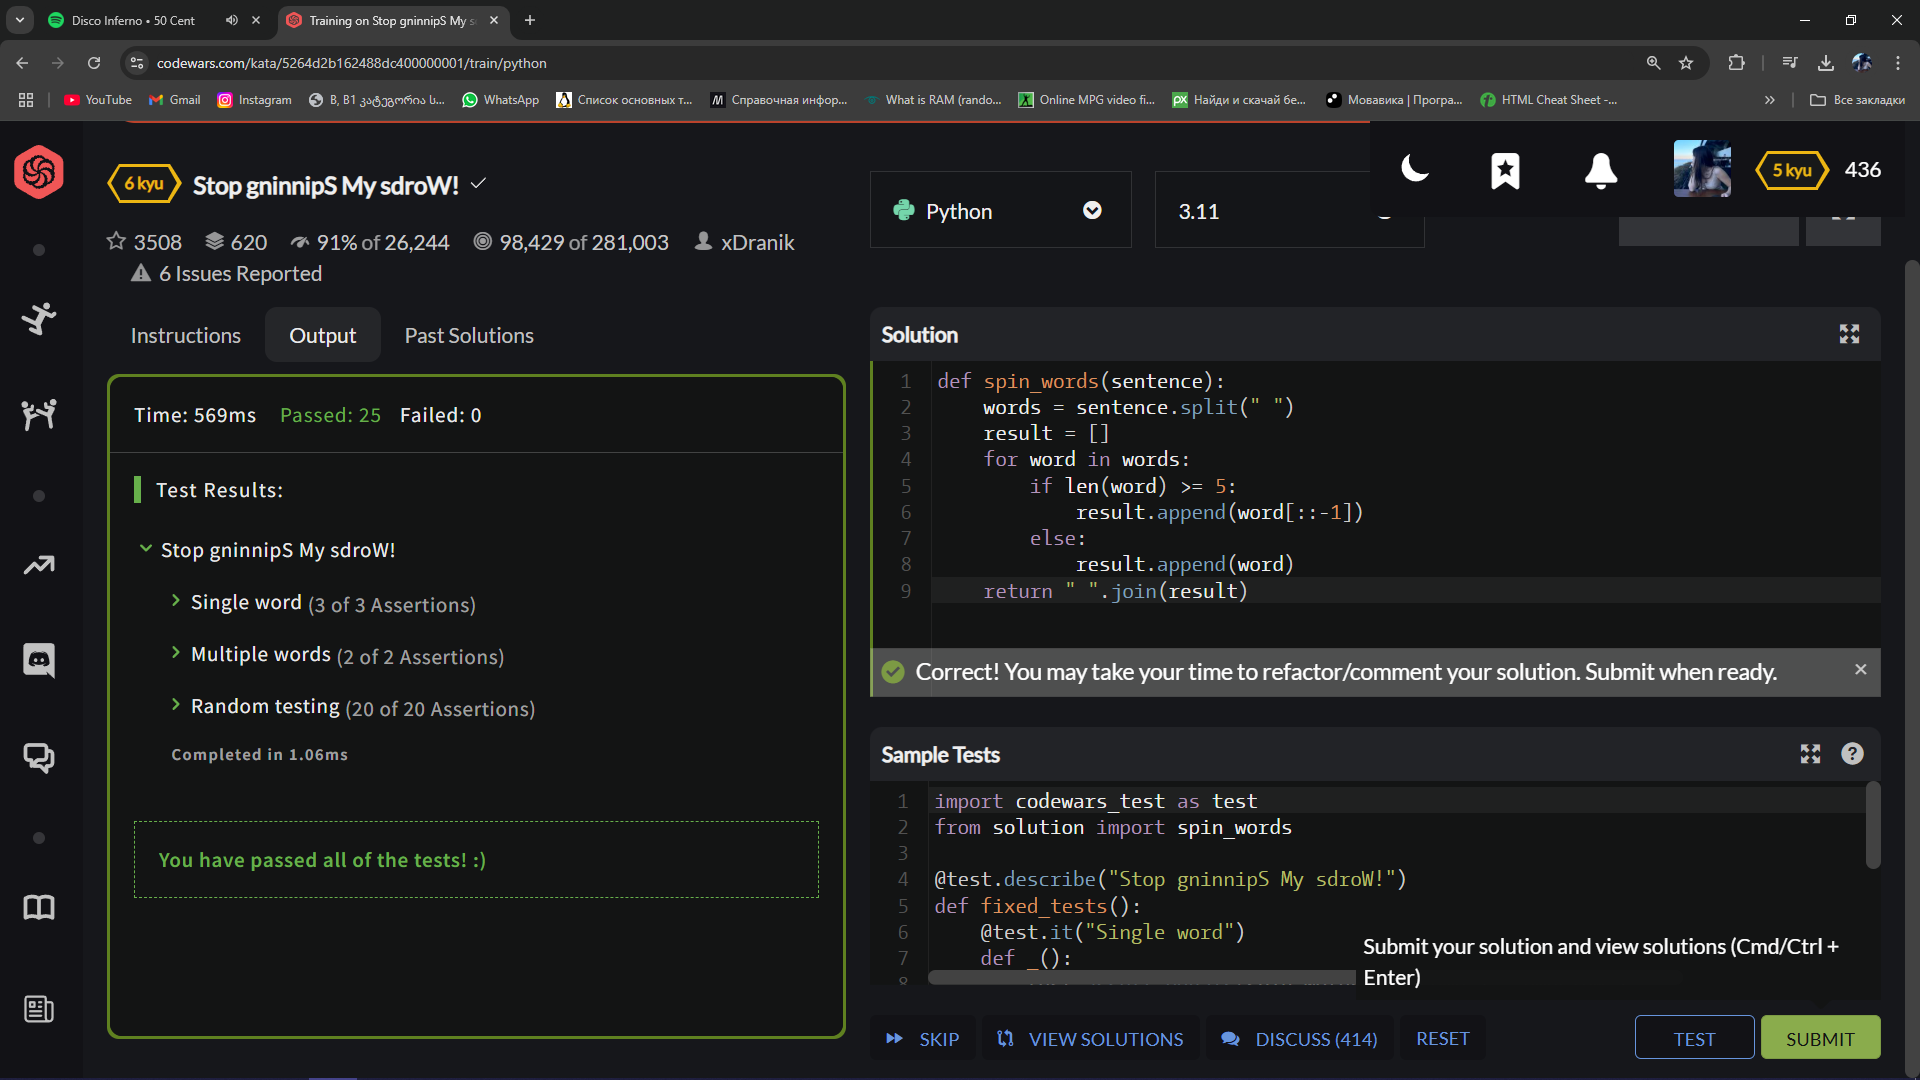 Disco Inferno • 50 Cent
Training on Stop gninnipS My s
codewars.com/kata/5264d2b162488dc400000001/train/python
YouTube
Gmail
Instagram
B, B1 კატეგორია ს...
WhatsApp
Список основных т...
Справочная инфор...
What is RAM (rando...
Online MPG video fi...
Найди и скачай бе...
Мовавика | Програ...
HTML Cheat Sheet -...
Все закладки
6 kyu
Stop gninnipS My sdroW!
3508
620
91% of 26,244
98,429 of 281,003
xDranik
6 Issues Reported
Python
3.11
5 kyu
436
Instructions
Output
Past Solutions
Time: 569ms Passed: 25 Failed: 0
Test Results:
Stop gninnipS My sdroW!
Single word (3 of 3 Assertions)
Multiple words (2 of 2 Assertions)
Random testing (20 of 20 Assertions)
Completed in 1.06ms
You have passed all of the tests! :)
Solution
1 def spin_words(sentence):
2 words = sentence.split(" ")
3 result = []
4 for word in words:
5 if len(word) >= 5:
6 result.append(word[::-1])
7 else:
8 result.append(word)
9 return " ".join(result)
Correct! You may take your time to refactor/comment your solution. Submit when ready.
Sample Tests
1 import codewars_test as test
2 from solution import spin_words
3
4 @test.describe("Stop gninnipS My sdroW!")
5 def fixed_tests():
6 @test.it("Single word")
7 def _():
8
Submit your solution and view solutions (Cmd/Ctrl +
Enter)
SKIP
VIEW SOLUTIONS
DISCUSS (414)
RESET
TEST
SUBMIT